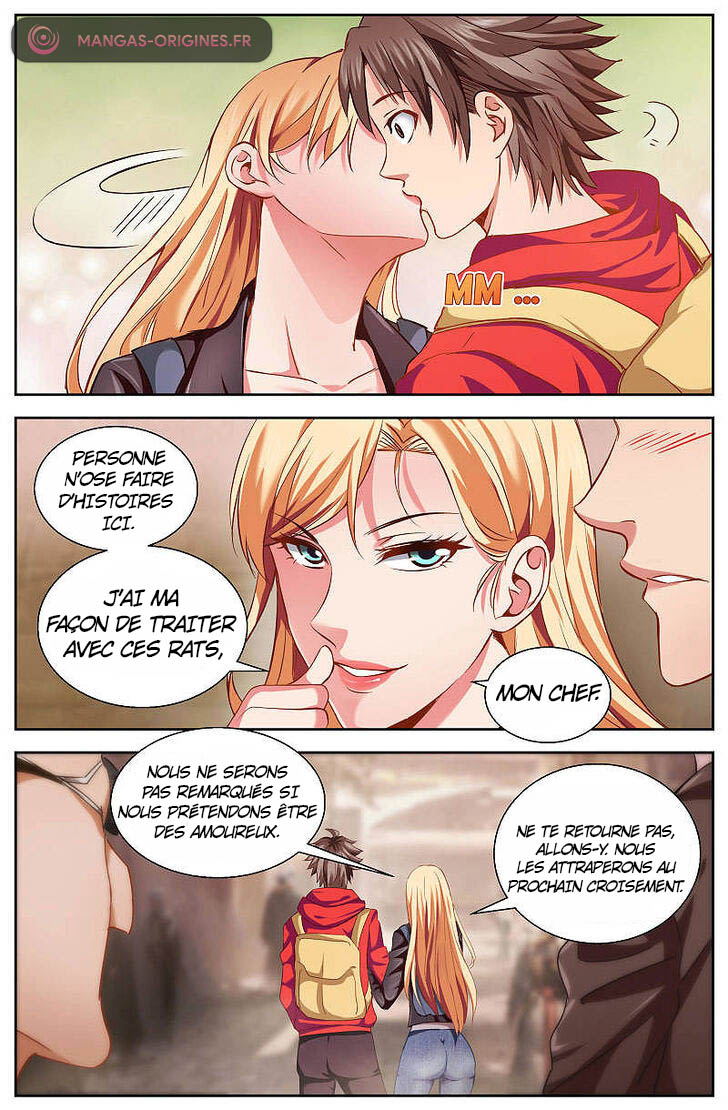 MANGAS-ORIGINES.FR
MM ...
PERSONNE
N'OSE FAIRE
D'HISTOIRES
ICI.
J'AI MA
FAÇON DE TRAITER
AVEC CES RATS,
MON CHEF.
NOUS NE SERONS
PAS REMARQUÉS SI
NOUS PRÉTENDONS ÊTRE
DES AMOUREUX.
NE TE RETOURNE PAS,
ALLONS-Y. NOUS
LES ATTRAPERONS AU
PROCHAIN CROISEMENT.